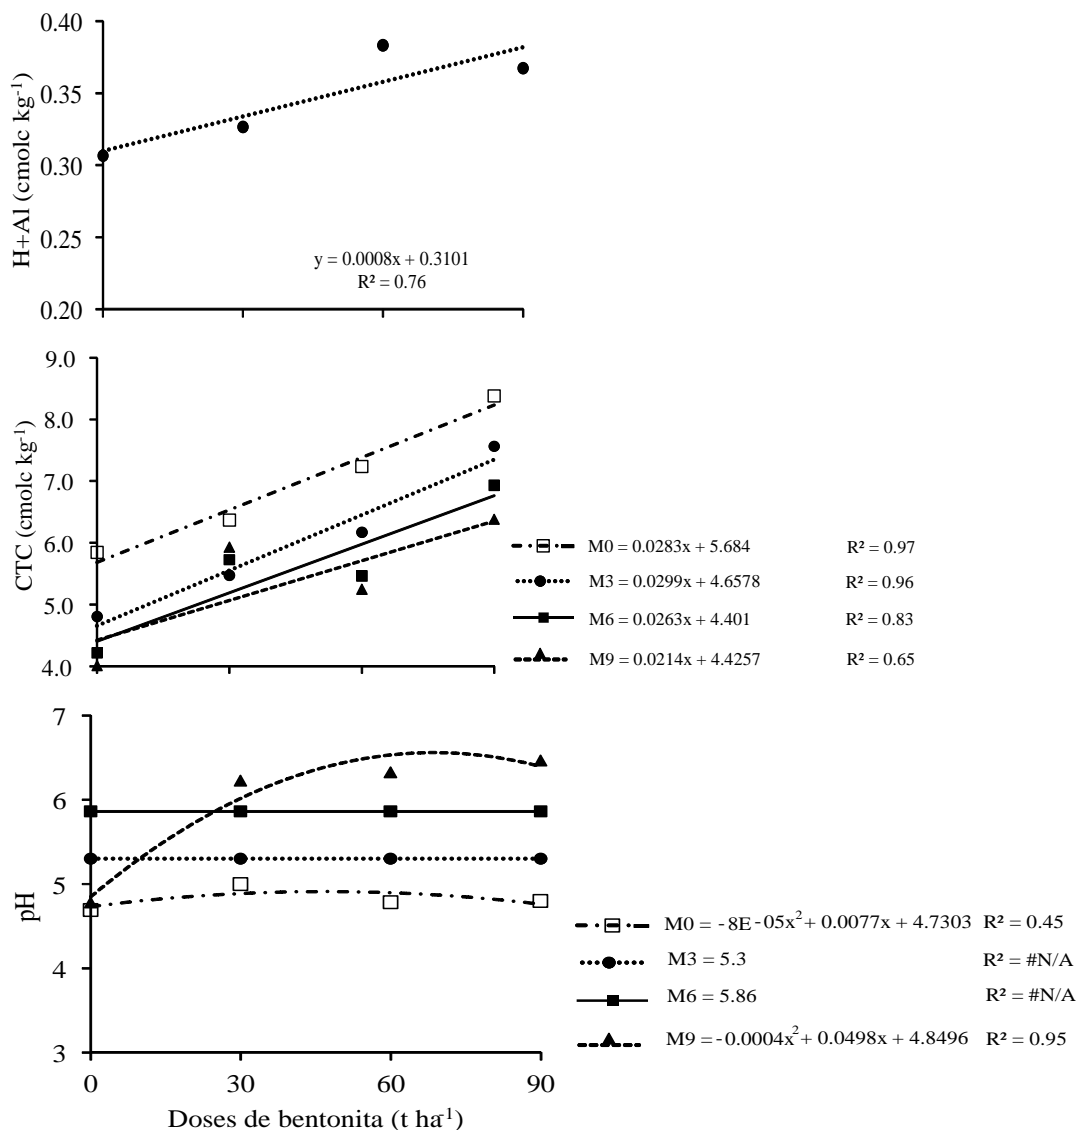 0.40
0.35
0.30
0.25
0.20
H+Al (cmolc kg⁻¹)
y = 0.0008x + 0.3101
R² = 0.76
9.0
8.0
7.0
6.0
5.0
4.0
CTC (cmolc kg⁻¹)
M0 = 0.0283x + 5.684 R² = 0.97
M3 = 0.0299x + 4.6578 R² = 0.96
M6 = 0.0263x + 4.401 R² = 0.83
M9 = 0.0214x + 4.4257 R² = 0.65
7
6
5
4
3
pH
M0 = -8E-05x² + 0.0077x + 4.7303 R² = 0.45
M3 = 5.3 R² = #N/A
M6 = 5.86 R² = #N/A
M9 = -0.0004x² + 0.0498x + 4.8496 R² = 0.95
0 30 60 90
Doses de bentonita (t ha⁻¹)